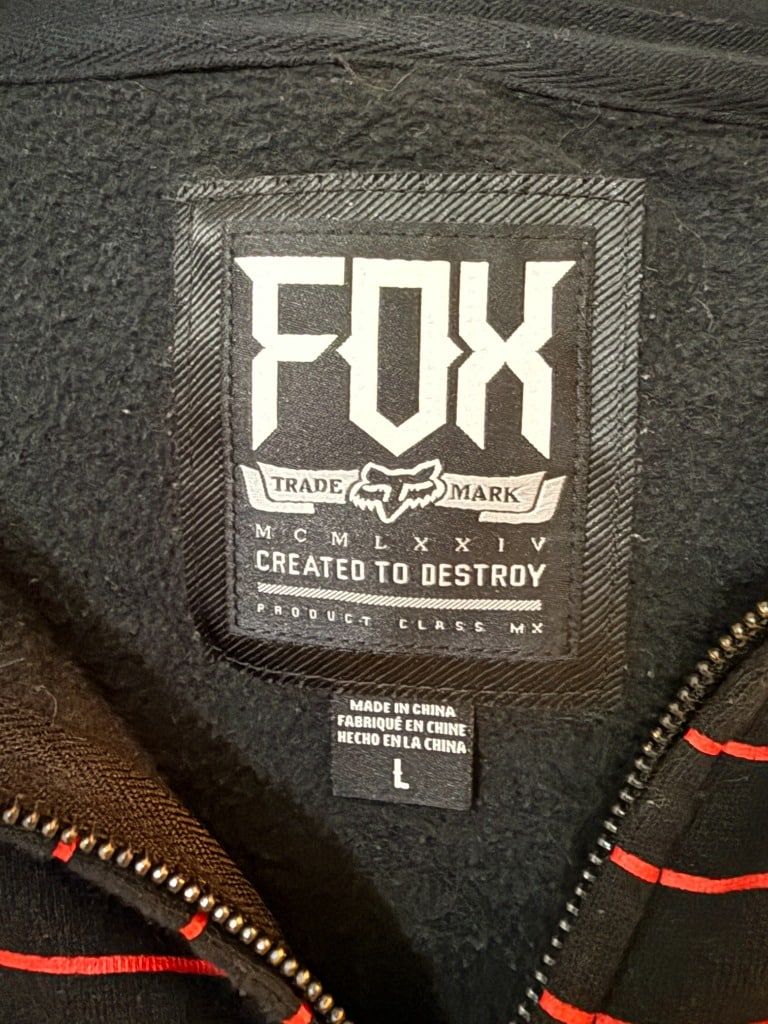 FOX
TRADE MARK
MCMLXXIV
CREATED TO DESTROY
PRODUCT CLASS MX
MADE IN CHINA
FABRIQUÉ EN CHINE
HECHO EN LA CHINA
L